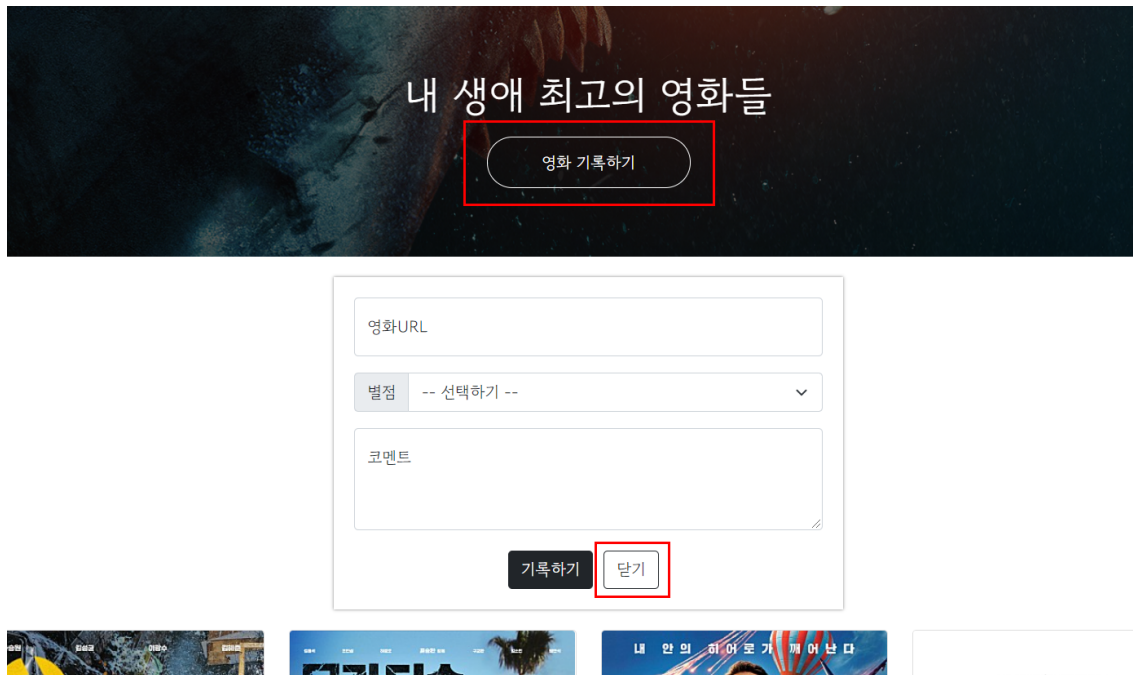 내 생애 최고의 영화들
영화 기록하기
영화URL
별점 -- 선택하기 --
코멘트
기록하기 닫기
내 안의 히어로가 깨어난다